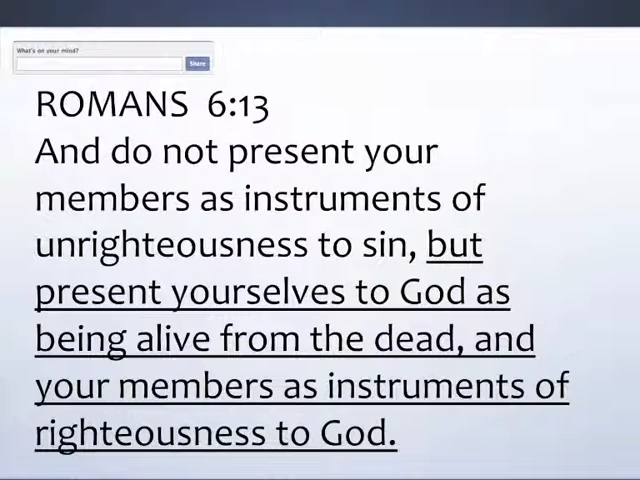 What's on your mind?
Share
ROMANS 6:13
And do not present your
members as instruments of
unrighteousness to sin, but
present yourselves to God as
being alive from the dead, and
your members as instruments of
righteousness to God.